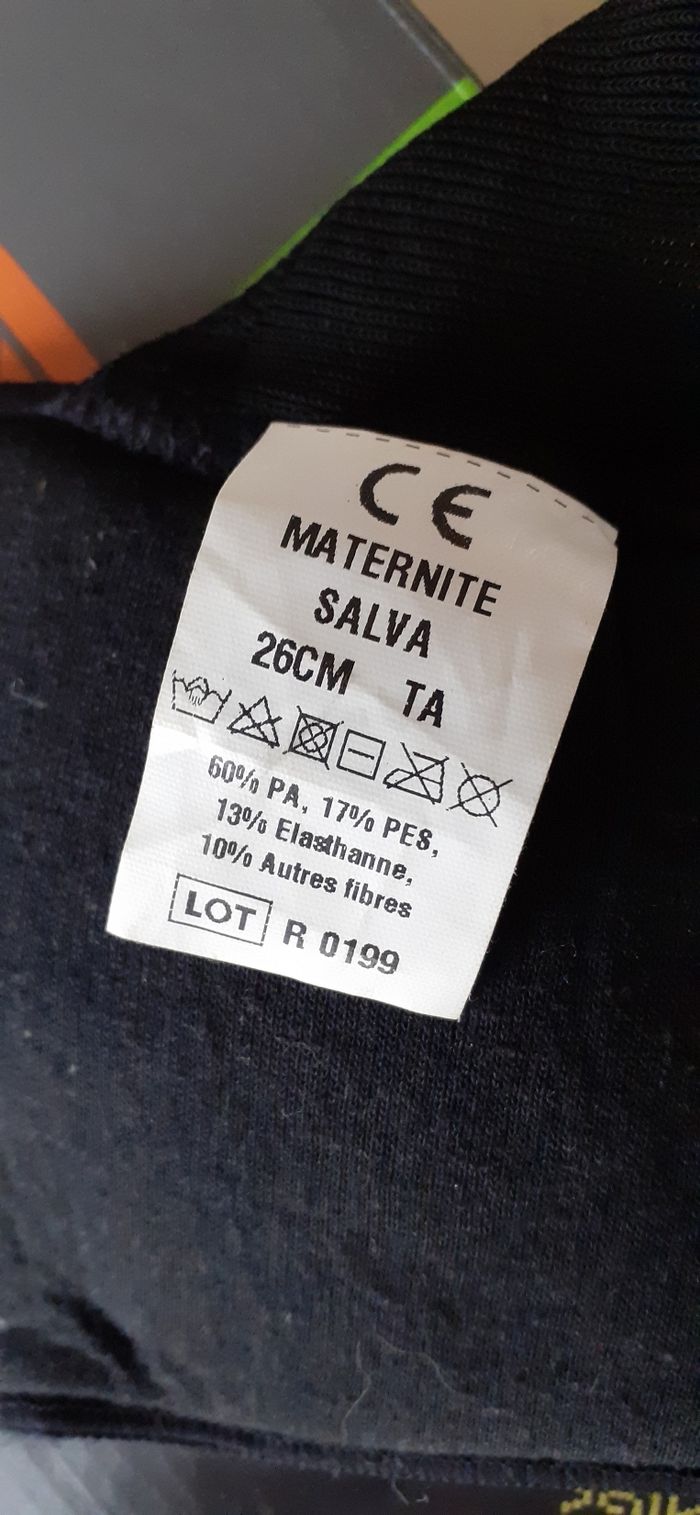 CE
MATERNITE
SALVA
26CM TA
60% PA, 17% PES,
13% Elasthanne,
10% Autres fibres
LOT R 0199